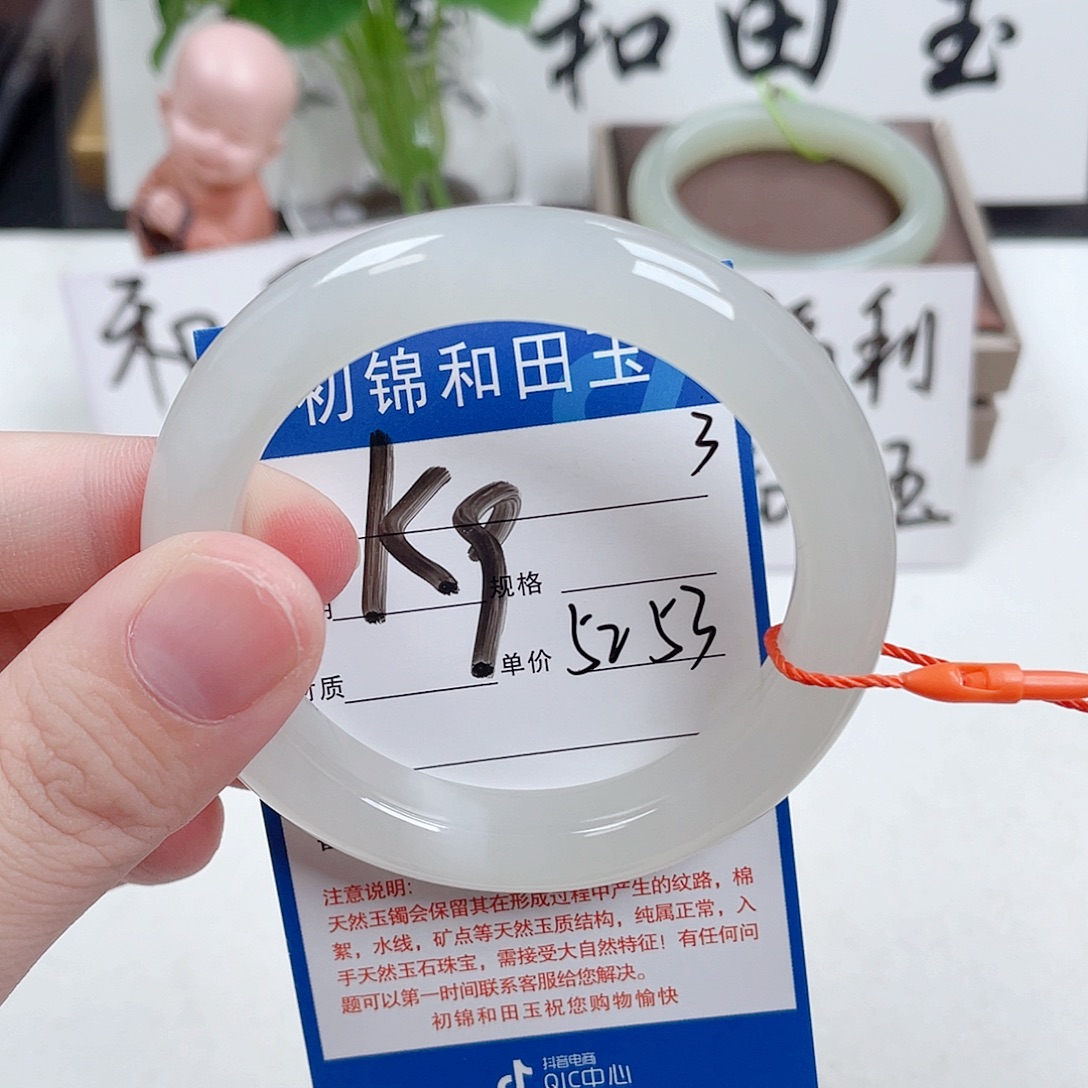 和田玉
福利
初锦和田玉
3
K9
规格
单价 5253
质
注意说明：
天然玉镯会保留其在形成过程中产生的纹路，棉
絮，水线，矿点等天然玉质结构，纯属正常，入
手天然玉石珠宝，需接受大自然特征！有任何问
题可以第一时间联系客服给您解决。
初锦和田玉祝您购物愉快
抖音电商
QIC中心